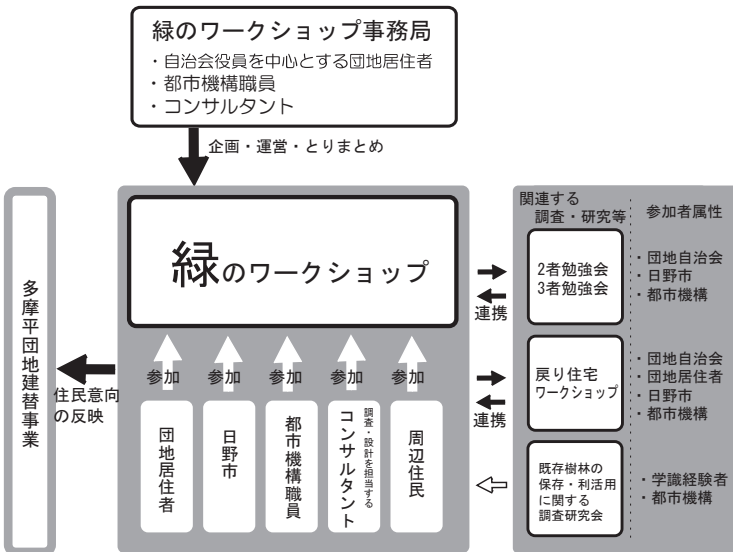 緑のワークショップ事務局
・自治会役員を中心とする団地居住者
・都市機構職員
・コンサルタント
企画・運営・とりまとめ
多摩平団地建替事業
住民意向
の反映
緑のワークショップ
参加
参加
参加
参加
参加
団地居住者
日野市
都市機構職員
調査・設計を担当する
コンサルタント
周辺住民
連携
連携
関連する
調査・研究等
参加者属性
2者勉強会
3者勉強会
・団地自治会
・日野市
・都市機構
戻り住宅
ワークショップ
・団地自治会
・団地居住者
・日野市
・都市機構
既存樹林の
保存・利活用
に関する
調査研究会
・学識経験者
・都市機構